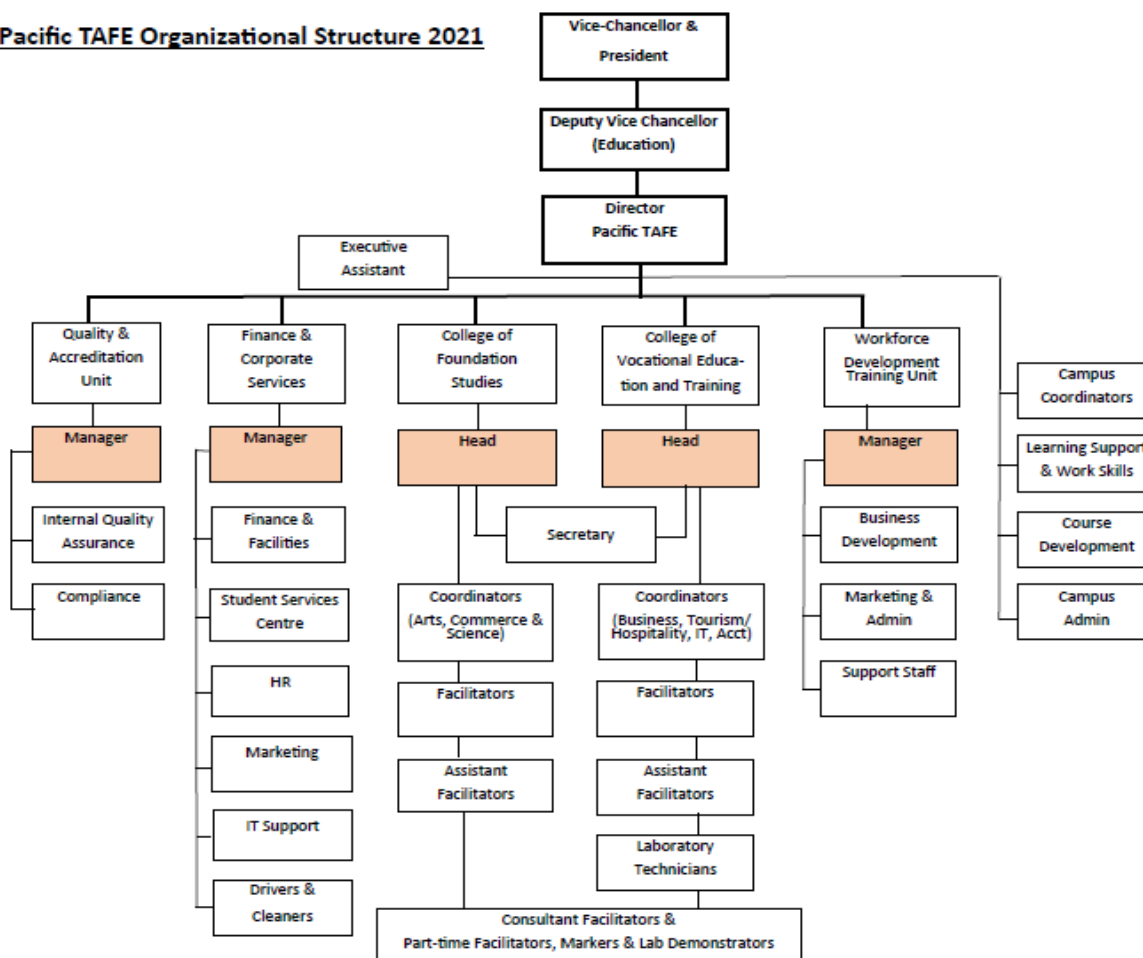 Pacific TAFE Organizational Structure 2021
Vice-Chancellor &
President
Deputy Vice Chancellor
(Education)
Director
Pacific TAFE
Executive
Assistant
Quality &
Accreditation
Unit
Finance &
Corporate
Services
College of
Foundation
Studies
College of
Vocational Educa-
tion and Training
Workforce
Development
Training Unit
Campus
Coordinators
Manager
Manager
Head
Head
Manager
Learning Support
& Work Skills
Internal Quality
Assurance
Finance &
Facilities
Secretary
Business
Development
Course
Development
Compliance
Student Services
Centre
Coordinators
(Arts, Commerce &
Science)
Coordinators
(Business, Tourism/
Hospitality, IT, Acct)
Marketing &
Admin
Campus
Admin
HR
Facilitators
Facilitators
Support Staff
Marketing
Assistant
Facilitators
Assistant
Facilitators
IT Support
Laboratory
Technicians
Drivers &
Cleaners
Consultant Facilitators &
Part-time Facilitators, Markers & Lab Demonstrators